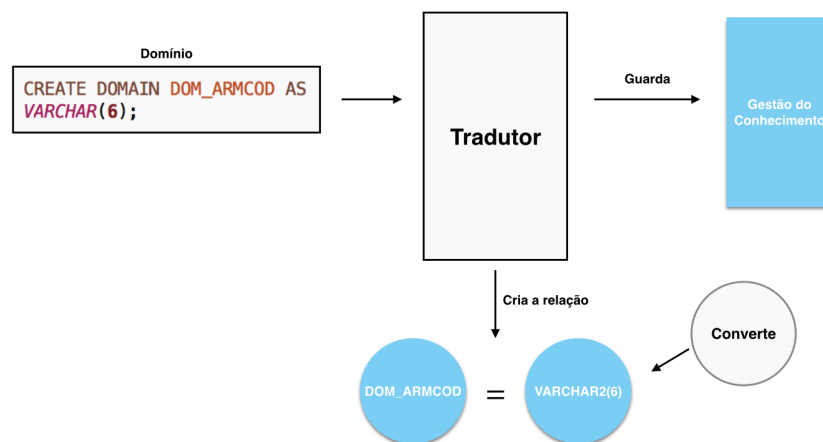 Domínio
CREATE DOMAIN DOM_ARMCOD AS
VARCHAR(6);
Tradutor
Guarda
Gestão do
Conhecimento
Cria a relação
DOM_ARMCOD
=
VARCHAR2(6)
Converte